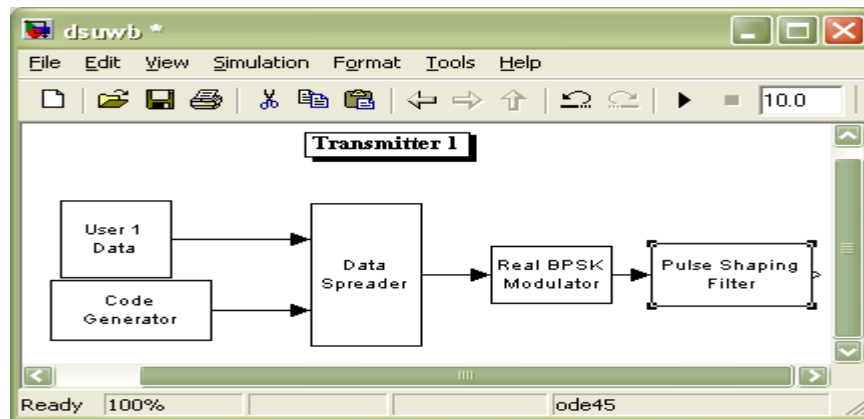 dsuwb *
File Edit View Simulation Format Tools Help
10.0
Transmitter 1
User 1
Data
Code
Generator
Data
Spreader
Real BPSK
Modulator
Pulse Shaping
Filter
Ready 100% ode45